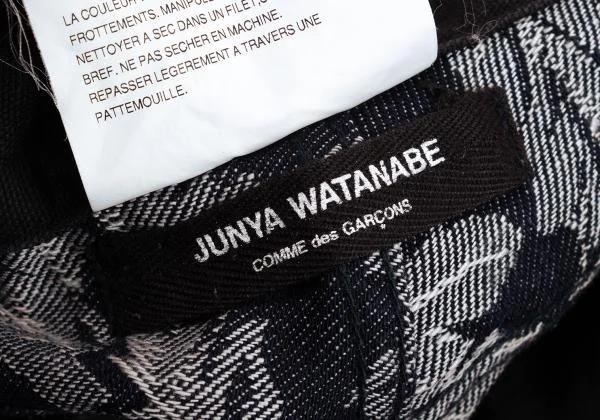 LA COULEUR
FROTTEMENTS. MANIPULE
NETTOYER A SEC DANS UN FILET,
BREF. NE PAS SECHER EN MACHINE.
REPASSER LEGEREMENT A TRAVERS UNE
PATTEMOUILLE.
JUNYA WATANABE
COMME des GARÇONS